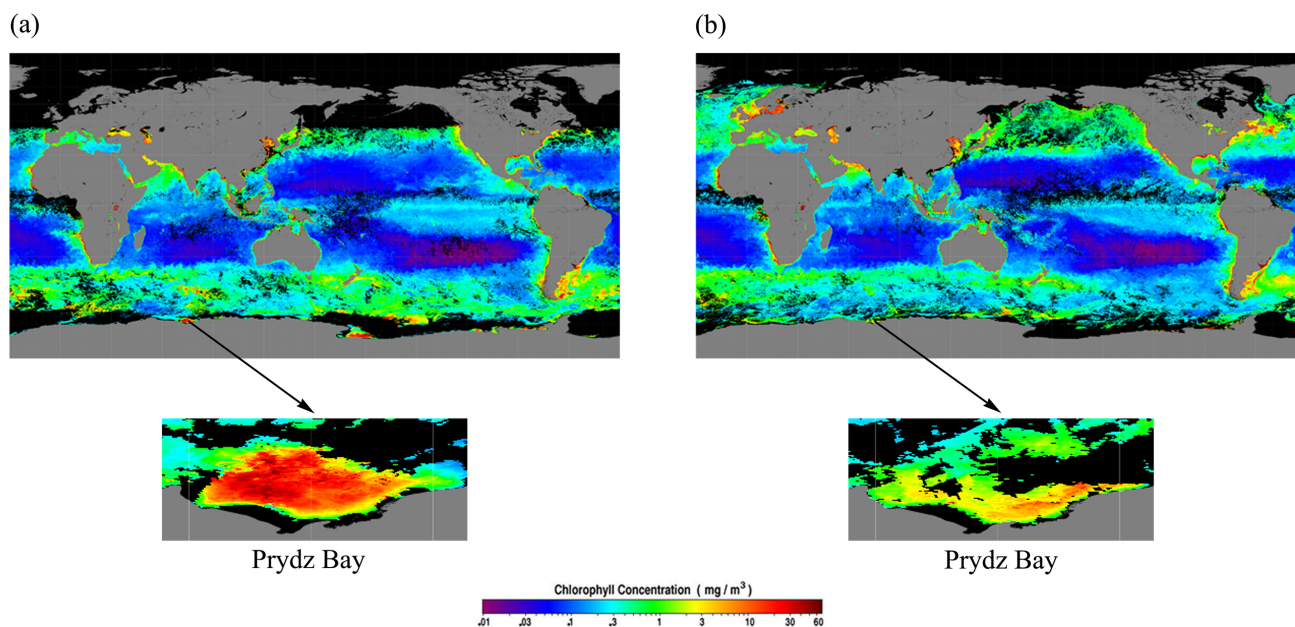 (a)
(b)
Prydz Bay
Prydz Bay
Chlorophyll Concentration ( mg / m³ )
.01 .03 .1 .3 1 3 10 30 60